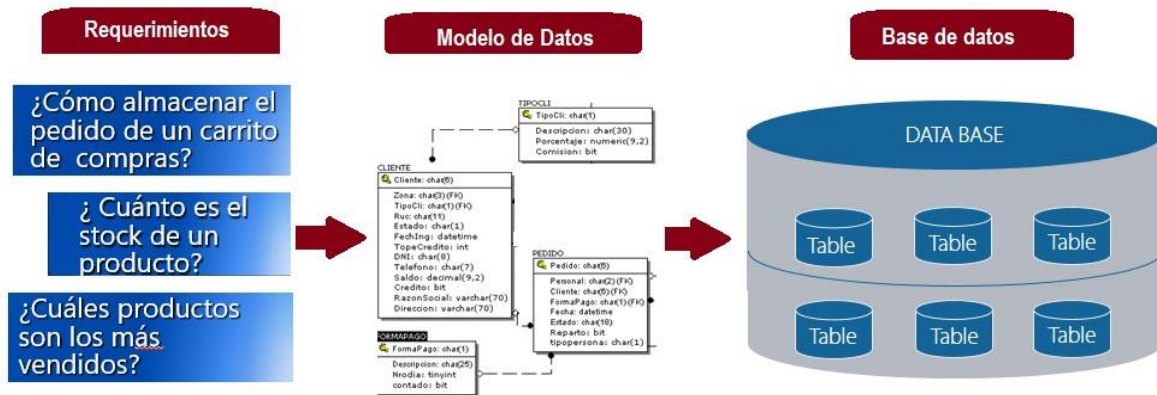 Requerimientos
Modelo de Datos
Base de datos
¿Cómo almacenar el
pedido de un carrito
de compras?
¿ Cuánto es el
stock de un
producto?
¿Cuáles productos
son los más
vendidos?
TIPOCLI
TipoCli: char(1)
Descripcion: char(30)
Porcentaje: numeric(9,2)
Comision: bit
CLIENTE
Cliente: char(6)
Zona: char(3)(FK)
TipoCli: char(1)(FK)
Ruc: char(11)
Estado: char(1)
FechIng: datetime
TopeCredito: int
DNI: char(8)
Telefono: char(7)
Saldo: decimal(9,2)
Credito: bit
RazonSocial: varchar(70)
Direccion: varchar(70)
PEDIDO
Pedido: char(6)
Personal: char(2)(FK)
Cliente: char(6)(FK)
FormaPago: char(1)(FK)
Fecha: datetime
Estado: char(18)
Reparto: bit
tipopersona: char(1)
FORMAPAGO
FormaPago: char(1)
Descripcion: char(25)
Nrodia: tinyint
contado: bit
DATA BASE
Table
Table
Table
Table
Table
Table